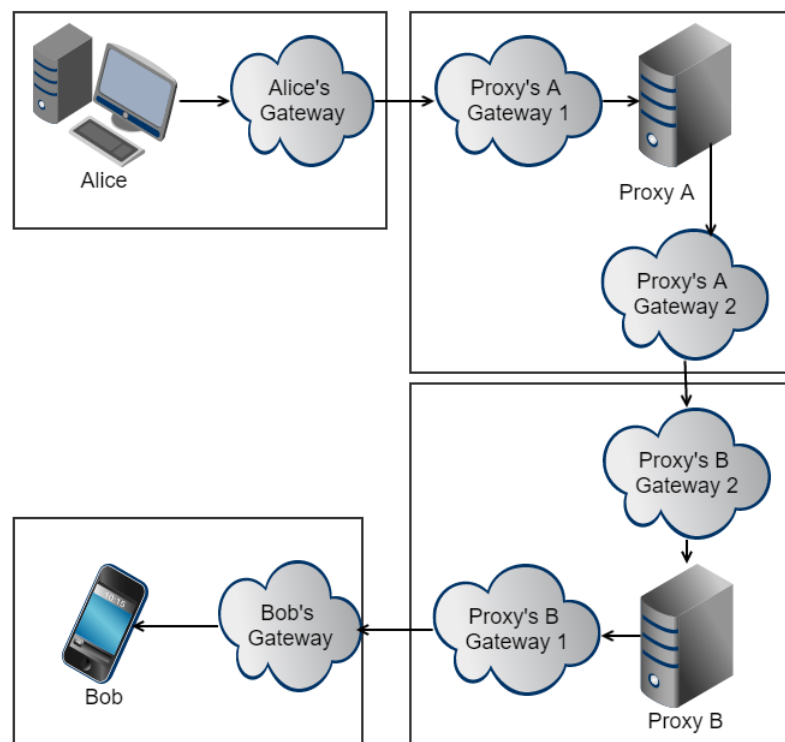 Alice's
Gateway
Proxy's A
Gateway 1
Alice
Proxy A
Proxy's A
Gateway 2
Proxy's B
Gateway 2
10:15
Bob's
Gateway
Proxy's B
Gateway 1
Bob
Proxy B